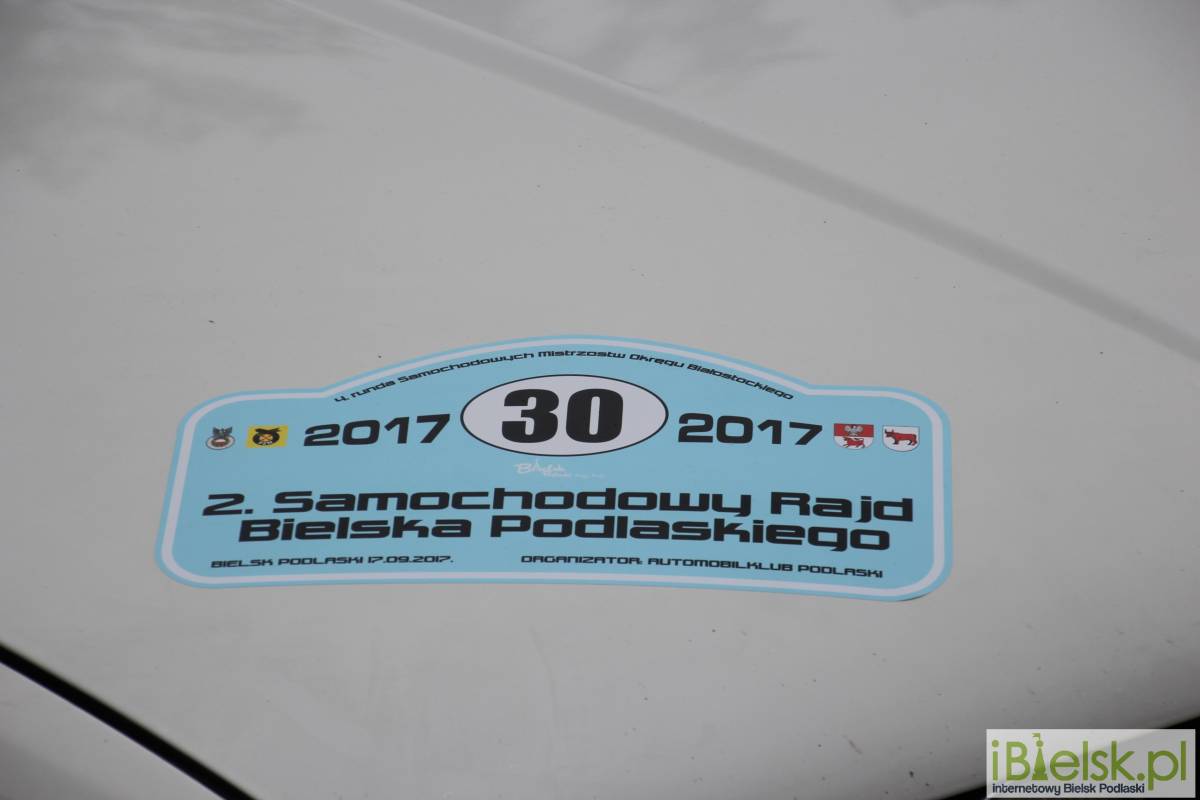 4. runda Samochodowych Mistrzostw Okręgu Białostockiego
2017 30 2017
Bielsk
2. Samochodowy Rajd
Bielska Podlaskiego
BIELSK PODLASKI 17.09.2017. ORGANIZATOR: AUTOMOBILKLUB PODLASKI
iBielsk.pl
internetowy Bielsk Podlaski